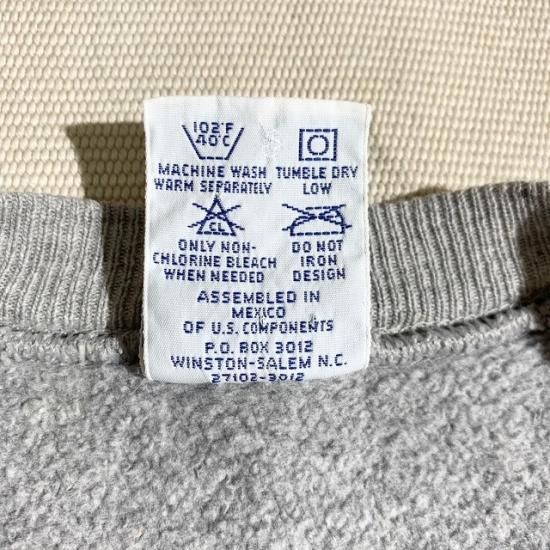 102°F
40°C
MACHINE WASH
WARM SEPARATELY
TUMBLE DRY
LOW
CL
ONLY NON-
CHLORINE BLEACH
WHEN NEEDED
DO NOT
IRON
DESIGN
ASSEMBLED IN
MEXICO
OF U.S. COMPONENTS
P.O. BOX 3012
WINSTON-SALEM N.C.
27102-3012